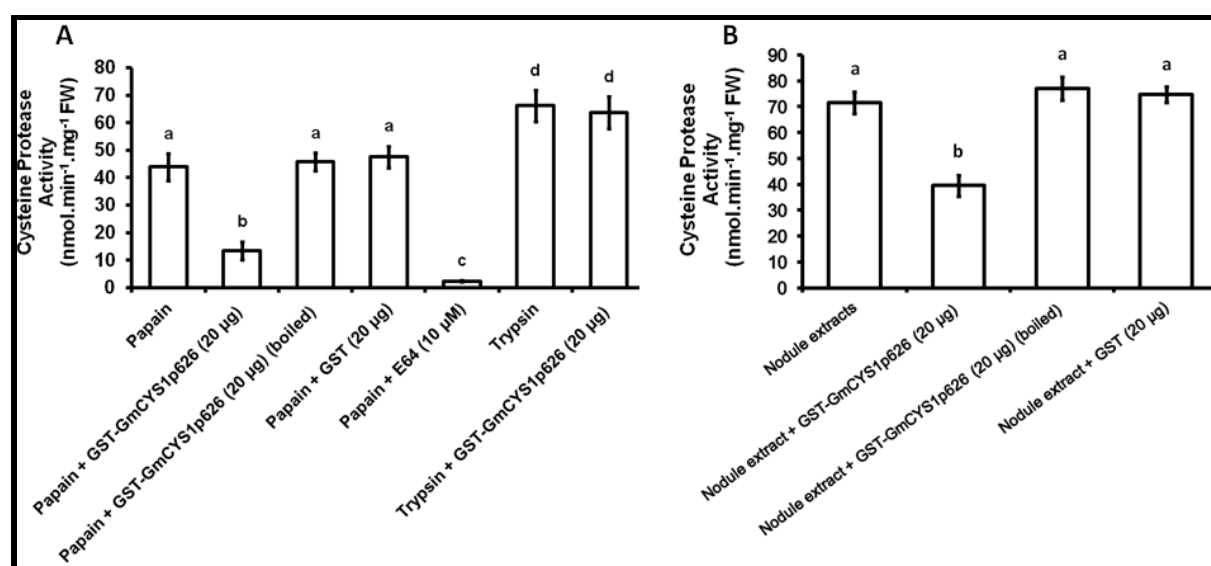 A
Cysteine Protease
Activity
(nmol.min⁻¹.mg⁻¹ FW)
80
70
60
50
40
30
20
10
0
a
b
a
a
c
d
d
Papain
Papain + GST-GmCYS1p626 (20 µg)
Papain + GST-GmCYS1p626 (20 µg) (boiled)
Papain + GST (20 µg)
Papain + E64 (10 µM)
Trypsin
Trypsin + GST-GmCYS1p626 (20 µg)
B
Cysteine Protease
Activity
(nmol.min⁻¹.mg⁻¹ FW)
90
80
70
60
50
40
30
20
10
0
a
b
a
a
Nodule extracts
Nodule extract + GST-GmCYS1p626 (20 µg)
Nodule extract + GST-GmCYS1p626 (20 µg) (boiled)
Nodule extract + GST (20 µg)